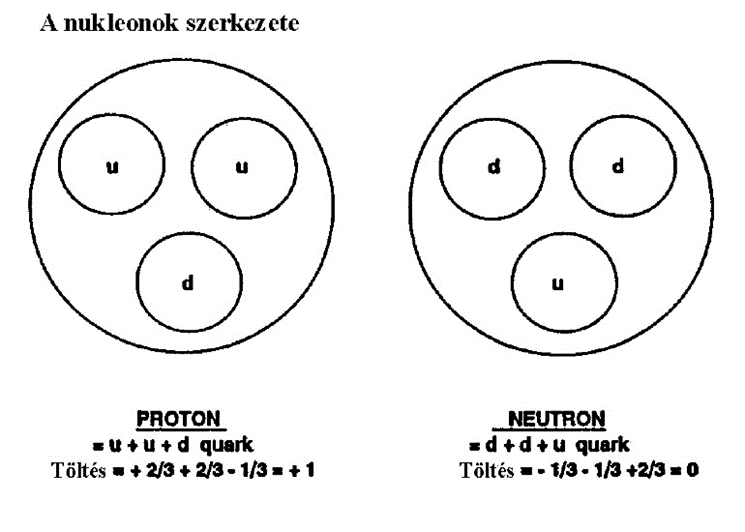 A nukleonok szerkezete
u
u
d
PROTON
= u + u + d quark
Töltés = + 2/3 + 2/3 - 1/3 = + 1
d
d
u
NEUTRON
= d + d + u quark
Töltés = - 1/3 - 1/3 +2/3 = 0